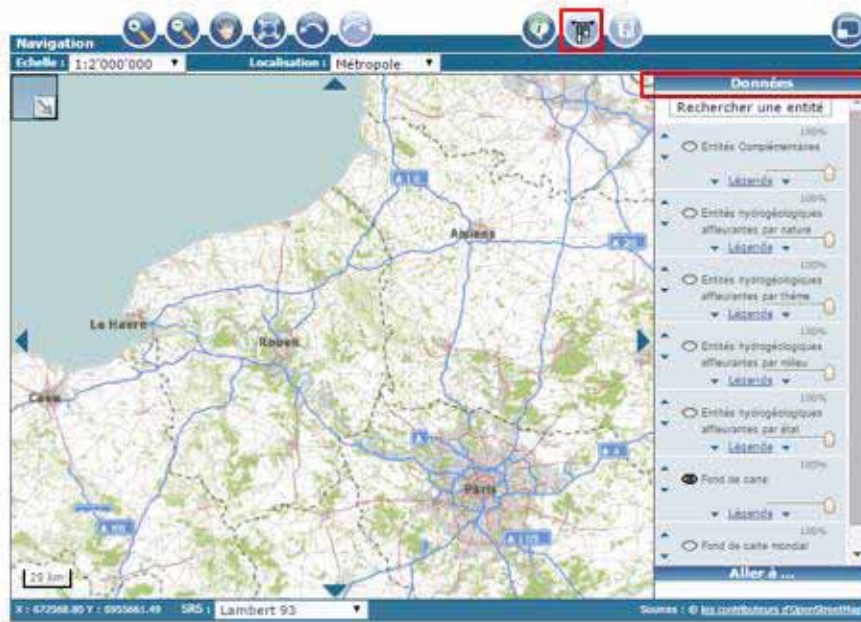 Navigation
Echelle : 1:2'000'000 Localisation : Métropole
Données
Rechercher une entité
100%
Entités Complémentaires
Légende
100%
Entités hydrogéologiques
affleurantes par nature
Légende
100%
Entités hydrogéologiques
affleurantes par thème
Légende
100%
Entités hydrogéologiques
affleurantes par milieu
Légende
100%
Entités hydrogéologiques
affleurantes par état
Légende
100%
Fond de carte
Légende
100%
Fond de carte mondial
Aller à ...
A 16
Amiens
A 29
Le Havre
Rouen
Caen
A 4
Paris
29 km
X : 672568.80 Y : 6955661.49 SRS : Lambert 93
Sources : © les contributeurs d'OpenStreetMap